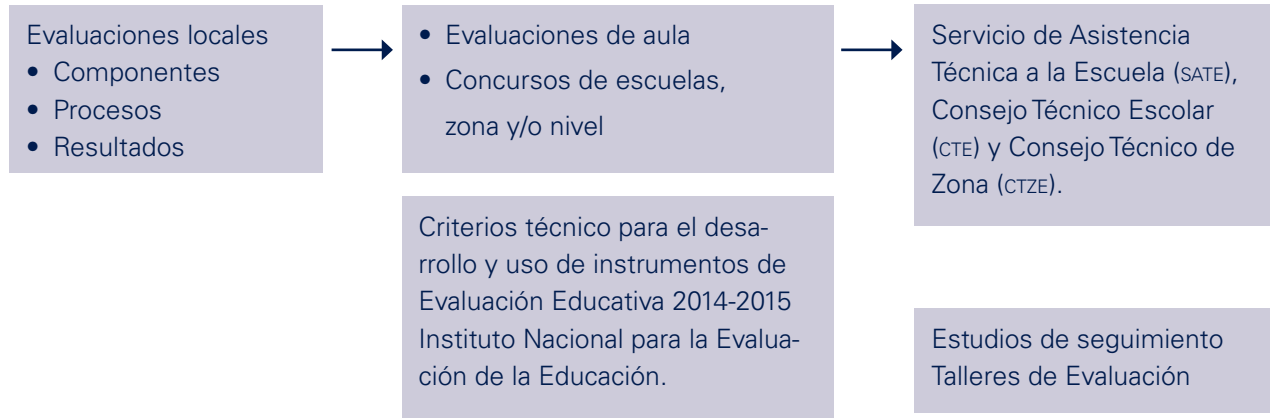 Evaluaciones locales
• Componentes
• Procesos
• Resultados
• Evaluaciones de aula
• Concursos de escuelas,
zona y/o nivel
Servicio de Asistencia
Técnica a la Escuela (SATE),
Consejo Técnico Escolar
(CTE) y Consejo Técnico de
Zona (CTZE).
Criterios técnico para el desa-
rrollo y uso de instrumentos de
Evaluación Educativa 2014-2015
Instituto Nacional para la Evalua-
ción de la Educación.
Estudios de seguimiento
Talleres de Evaluación